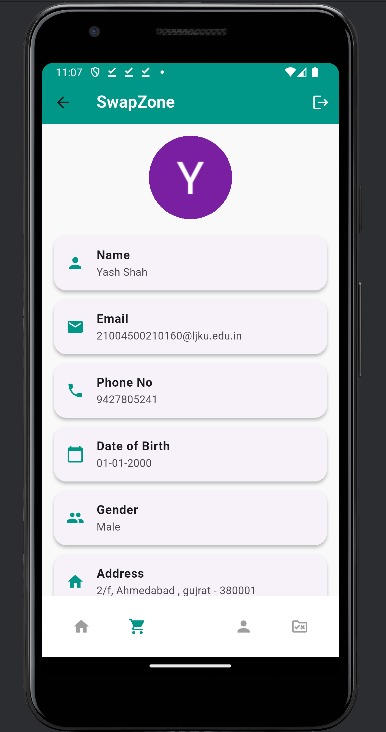 11:07
SwapZone
Y
Name
Yash Shah
Email
21004500210160@ljku.edu.in
Phone No
9427805241
Date of Birth
01-01-2000
Gender
Male
Address
2/f, Ahmedabad , gujrat - 380001